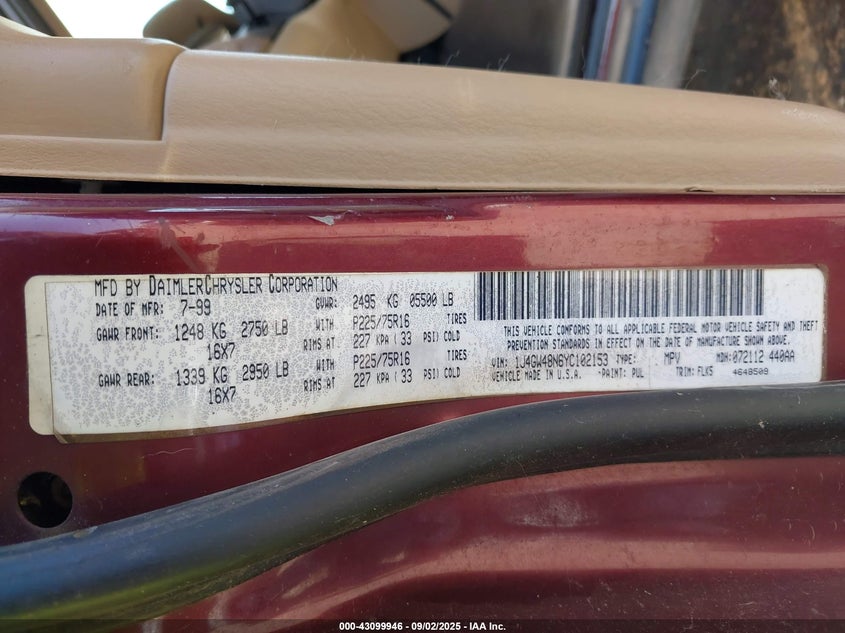 MFD BY DAIMLERCHRYSLER CORPORATION
DATE OF MFR: 7-99 GVWR: 2495 KG 05500 LB
GAWR FRONT: 1248 KG 2750 LB WITH P225/75R16 TIRES
16X7 RIMS AT: 227 KPA ( 33 PSI) COLD
GAWR REAR: 1339 KG 2950 LB WITH P225/75R16 TIRES
16X7 RIMS AT: 227 KPA ( 33 PSI) COLD
THIS VEHICLE CONFORMS TO ALL APPLICABLE FEDERAL MOTOR VEHICLE SAFETY AND THEFT
PREVENTION STANDARDS IN EFFECT ON THE DATE OF MANUFACTURE SHOWN ABOVE.
VIN: 1J4GW48N6YC102153 TYPE: MPV MDH: 072112 440AA
VEHICLE MADE IN U.S.A. PAINT: PUL TRIM: FLK5 4648509
000-43099946 - 09/02/2025 - IAA Inc.